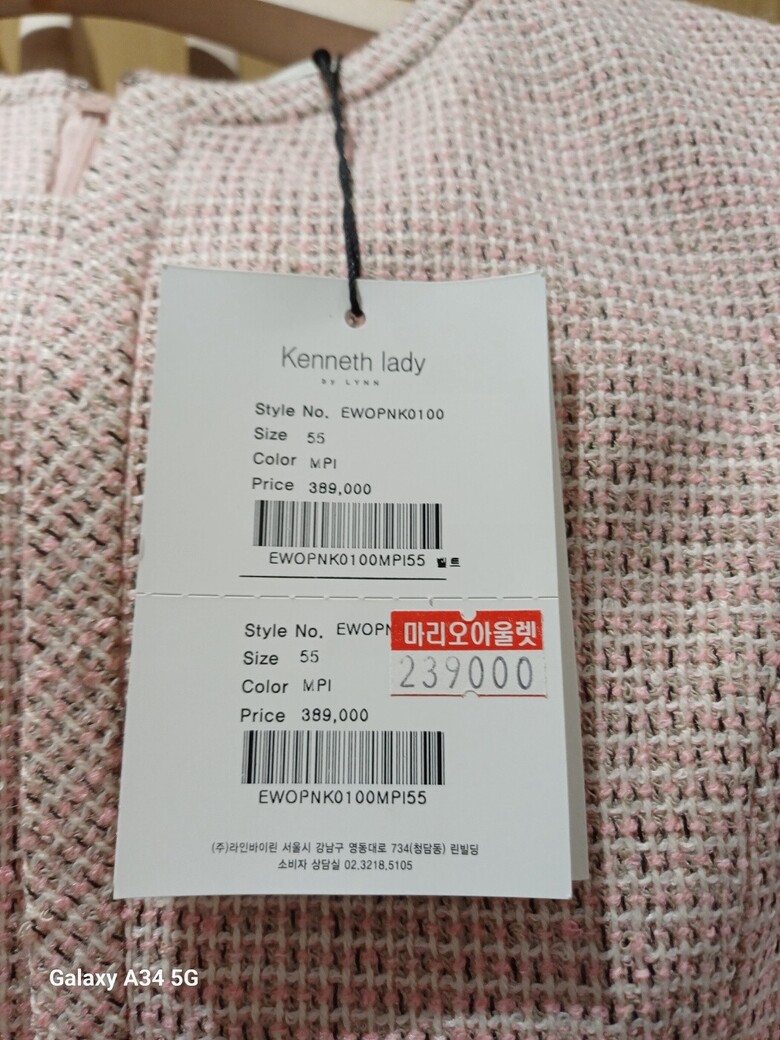 Kenneth lady
by LYNN
Style No. EWOPNK0100
Size 55
Color MPI
Price 389,000
EWOPNK0100MPI55 벨트
Style No. EWOPN
마리오아울렛
Size 55
239000
Color MPI
Price 389,000
EWOPNK0100MPI55
(주)라인바이린 서울시 강남구 영동대로 734(청담동) 린빌딩
소비자 상담실 02.3218.5105
Galaxy A34 5G